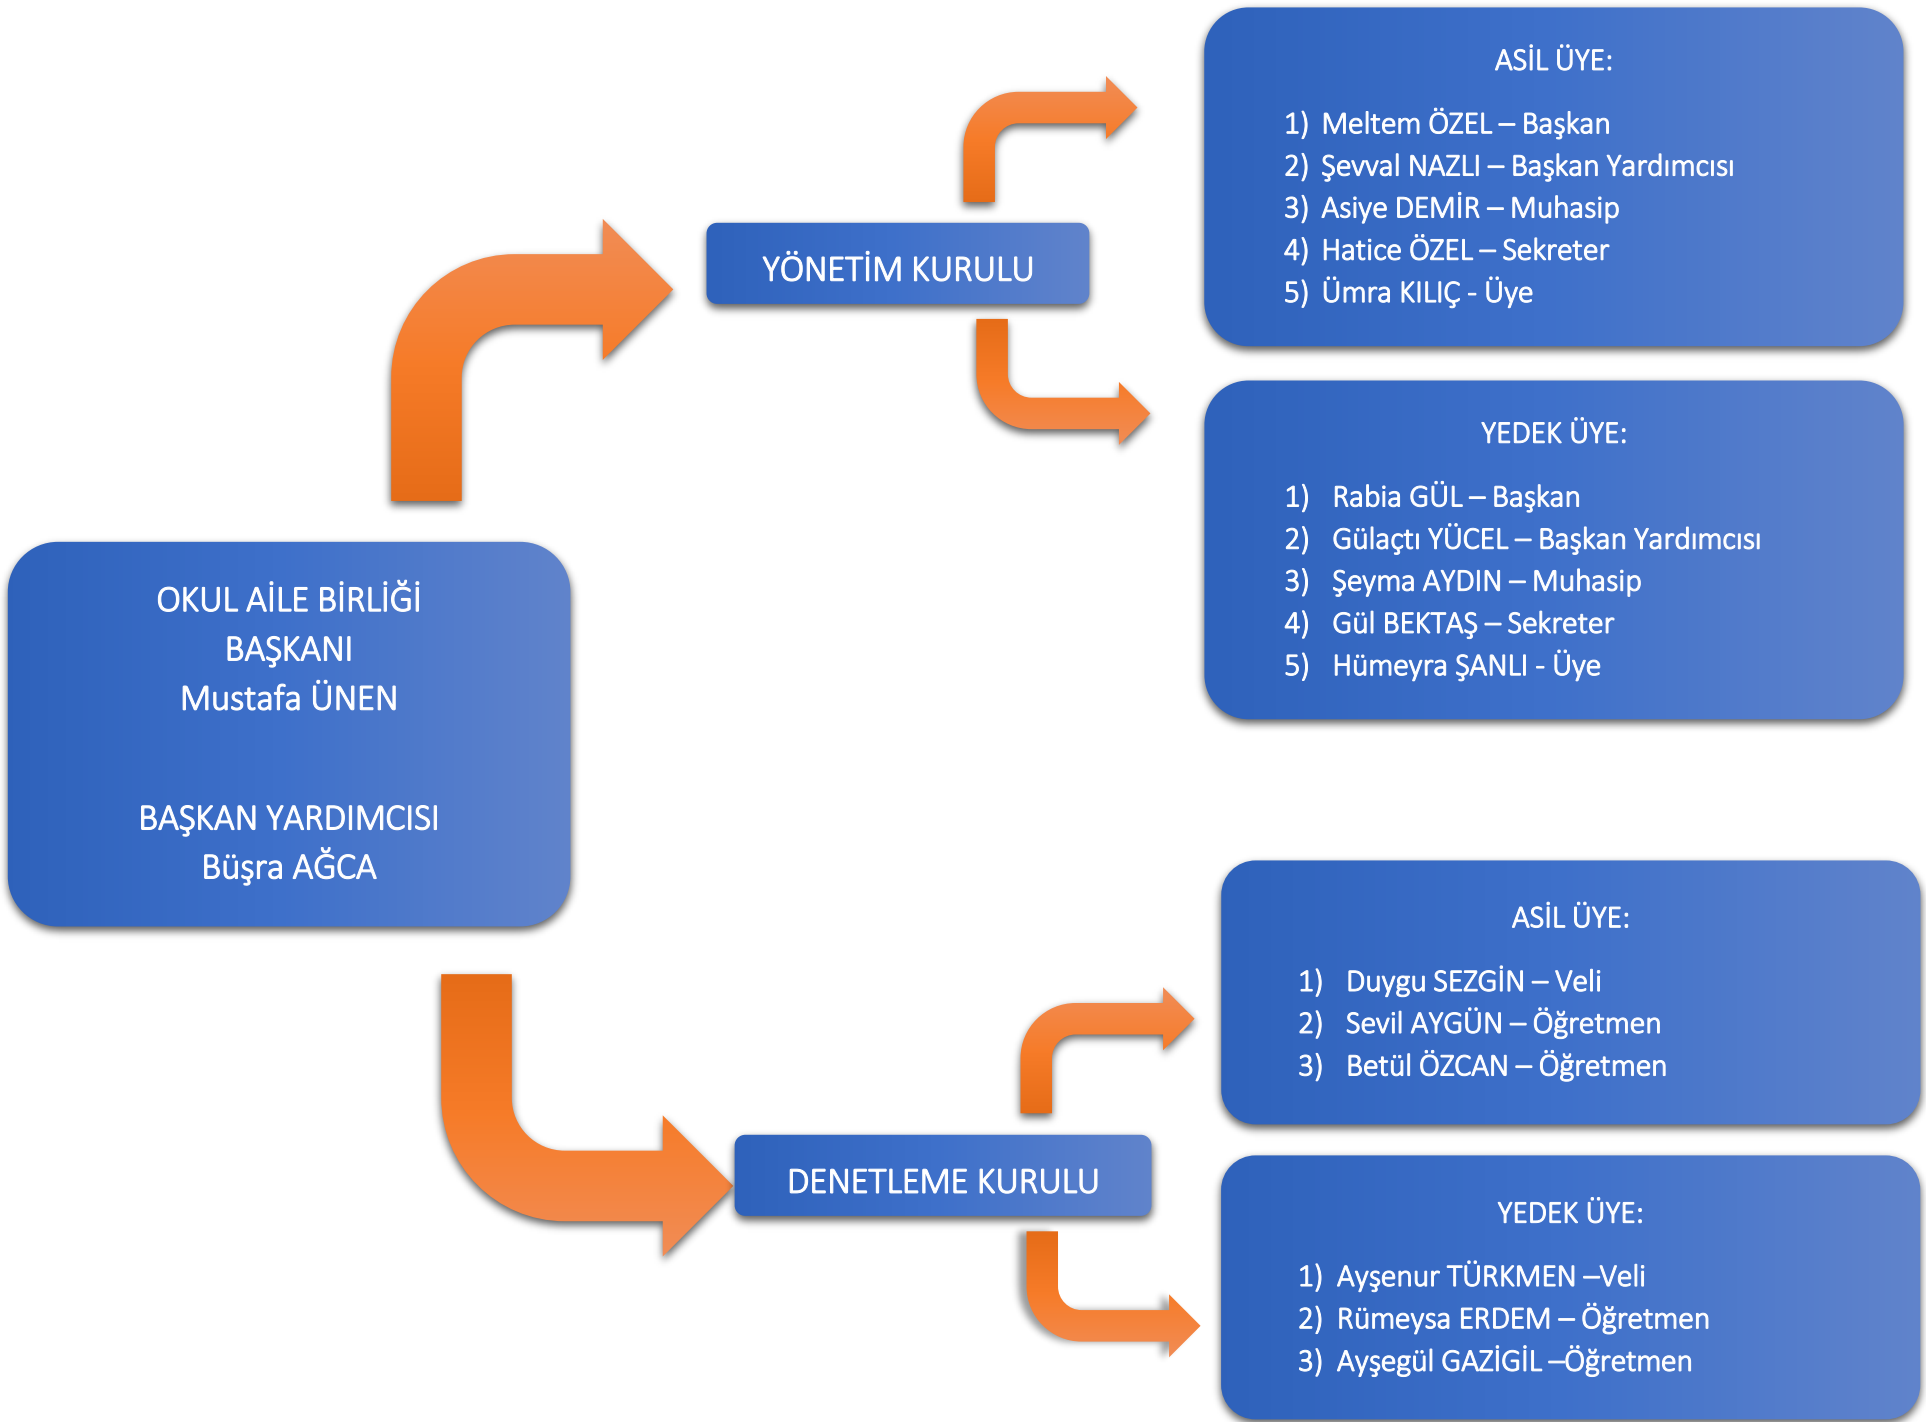 OKUL AİLE BİRLİĞİ
BAŞKANI
Mustafa ÜNEN
BAŞKAN YARDIMCISI
Büşra AĞCA
YÖNETİM KURULU
ASİL ÜYE:
1) Meltem ÖZEL – Başkan
2) Şevval NAZLI – Başkan Yardımcısı
3) Asiye DEMİR – Muhasip
4) Hatice ÖZEL – Sekreter
5) Ümra KILIÇ - Üye
YEDEK ÜYE:
1) Rabia GÜL – Başkan
2) Gülaçtı YÜCEL – Başkan Yardımcısı
3) Şeyma AYDIN – Muhasip
4) Gül BEKTAŞ – Sekreter
5) Hümeyra ŞANLI - Üye
DENETLEME KURULU
ASİL ÜYE:
1) Duygu SEZGİN – Veli
2) Sevil AYGÜN – Öğretmen
3) Betül ÖZCAN – Öğretmen
YEDEK ÜYE:
1) Ayşenur TÜRKMEN –Veli
2) Rümeysa ERDEM – Öğretmen
3) Ayşegül GAZİGİL –Öğretmen